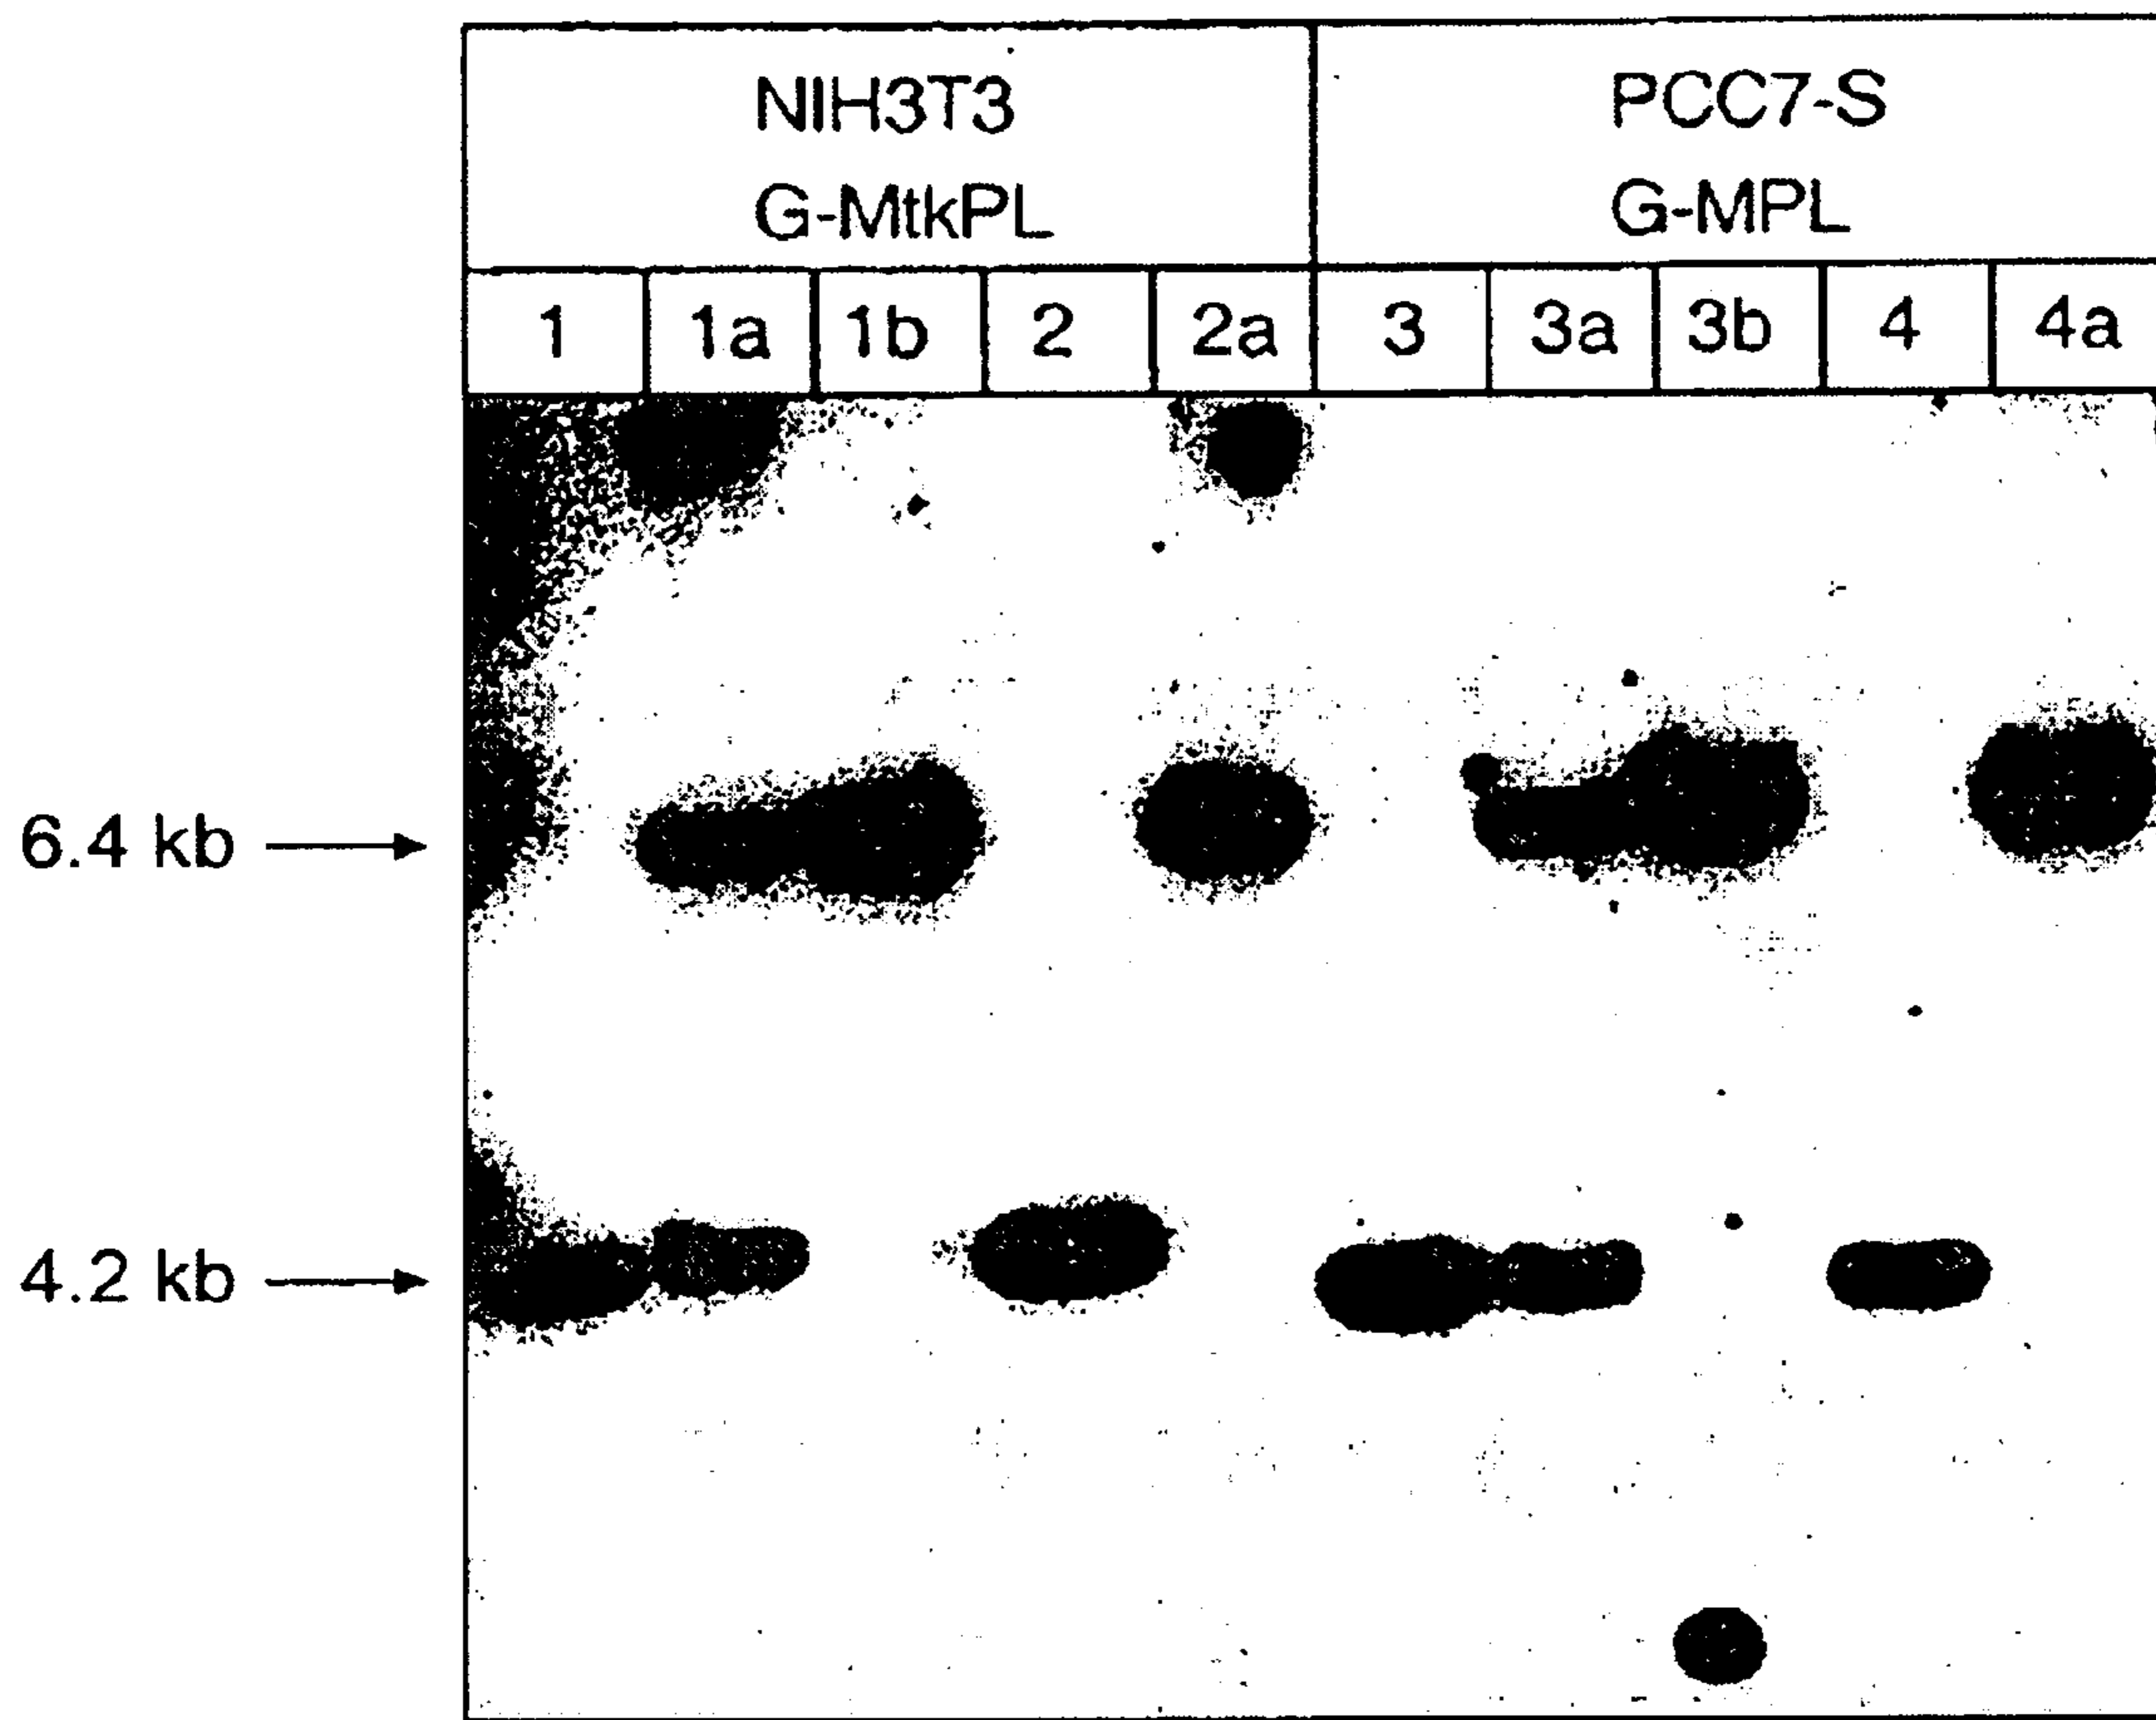 NIH3T3
G-MtkPL
PCC7-S
G-MPL
1 1a 1b 2 2a 3 3a 3b 4 4a
6.4 kb
4.2 kb